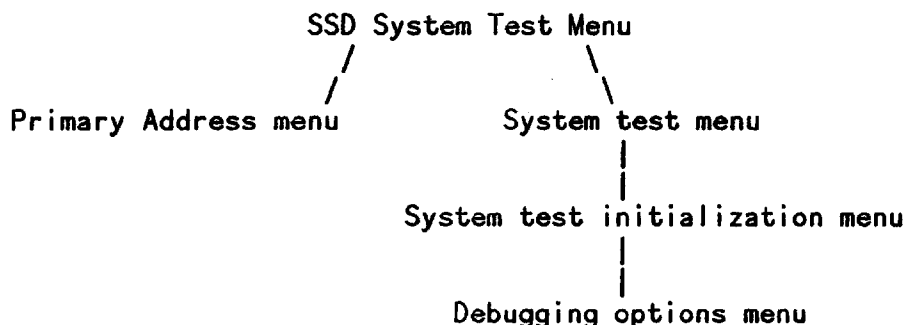 SSD System Test Menu
Primary Address menu
System test menu
System test initialization menu
Debugging options menu